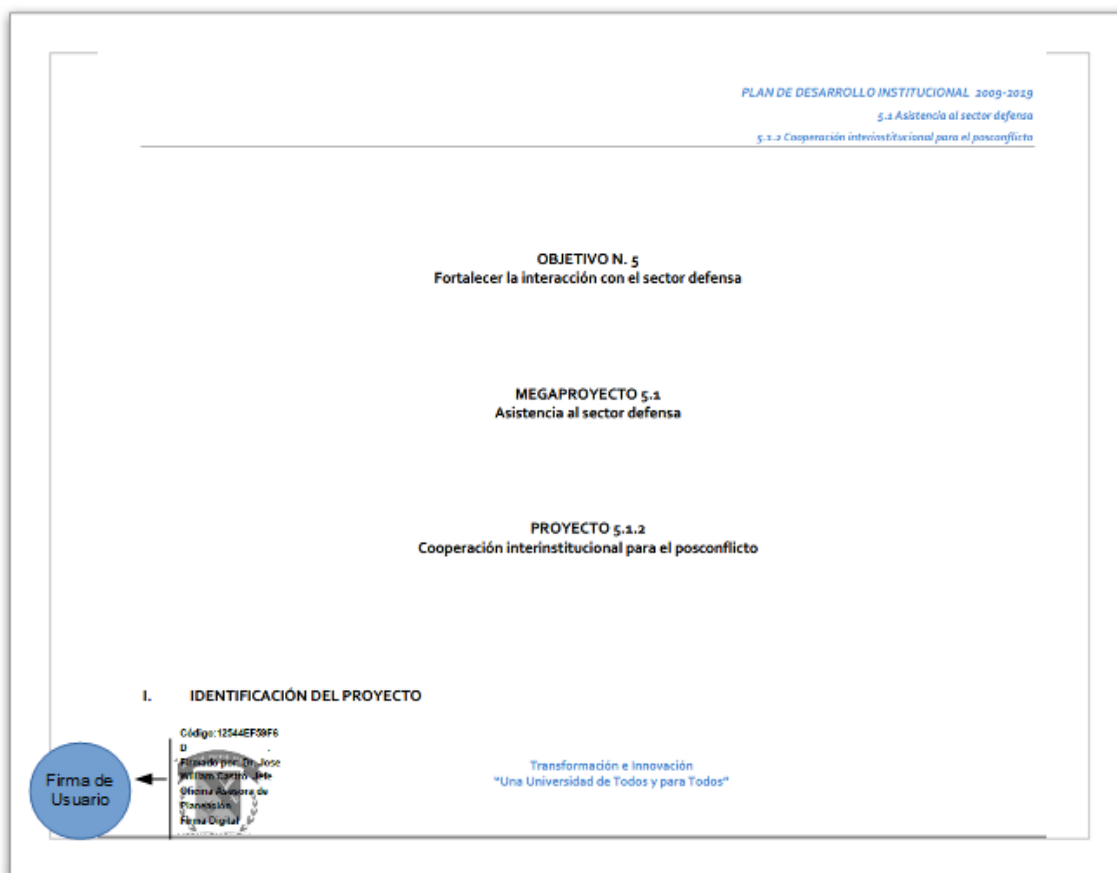 PLAN DE DESARROLLO INSTITUCIONAL 2009-2019
5.1 Asistencia al sector defensa
5.1.2 Cooperación interinstitucional para el posconflicto
OBJETIVO N. 5
Fortalecer la interacción con el sector defensa
MEGAPROYECTO 5.1
Asistencia al sector defensa
PROYECTO 5.1.2
Cooperación interinstitucional para el posconflicto
I. IDENTIFICACIÓN DEL PROYECTO
Código:12544EF59F6
D
Firmado por: Dr. Jose
William Castro Jefe
Oficina Asesora de
Planeación
Firma Digital
Firma de
Usuario
Transformación e Innovación
"Una Universidad de Todos y para Todos"